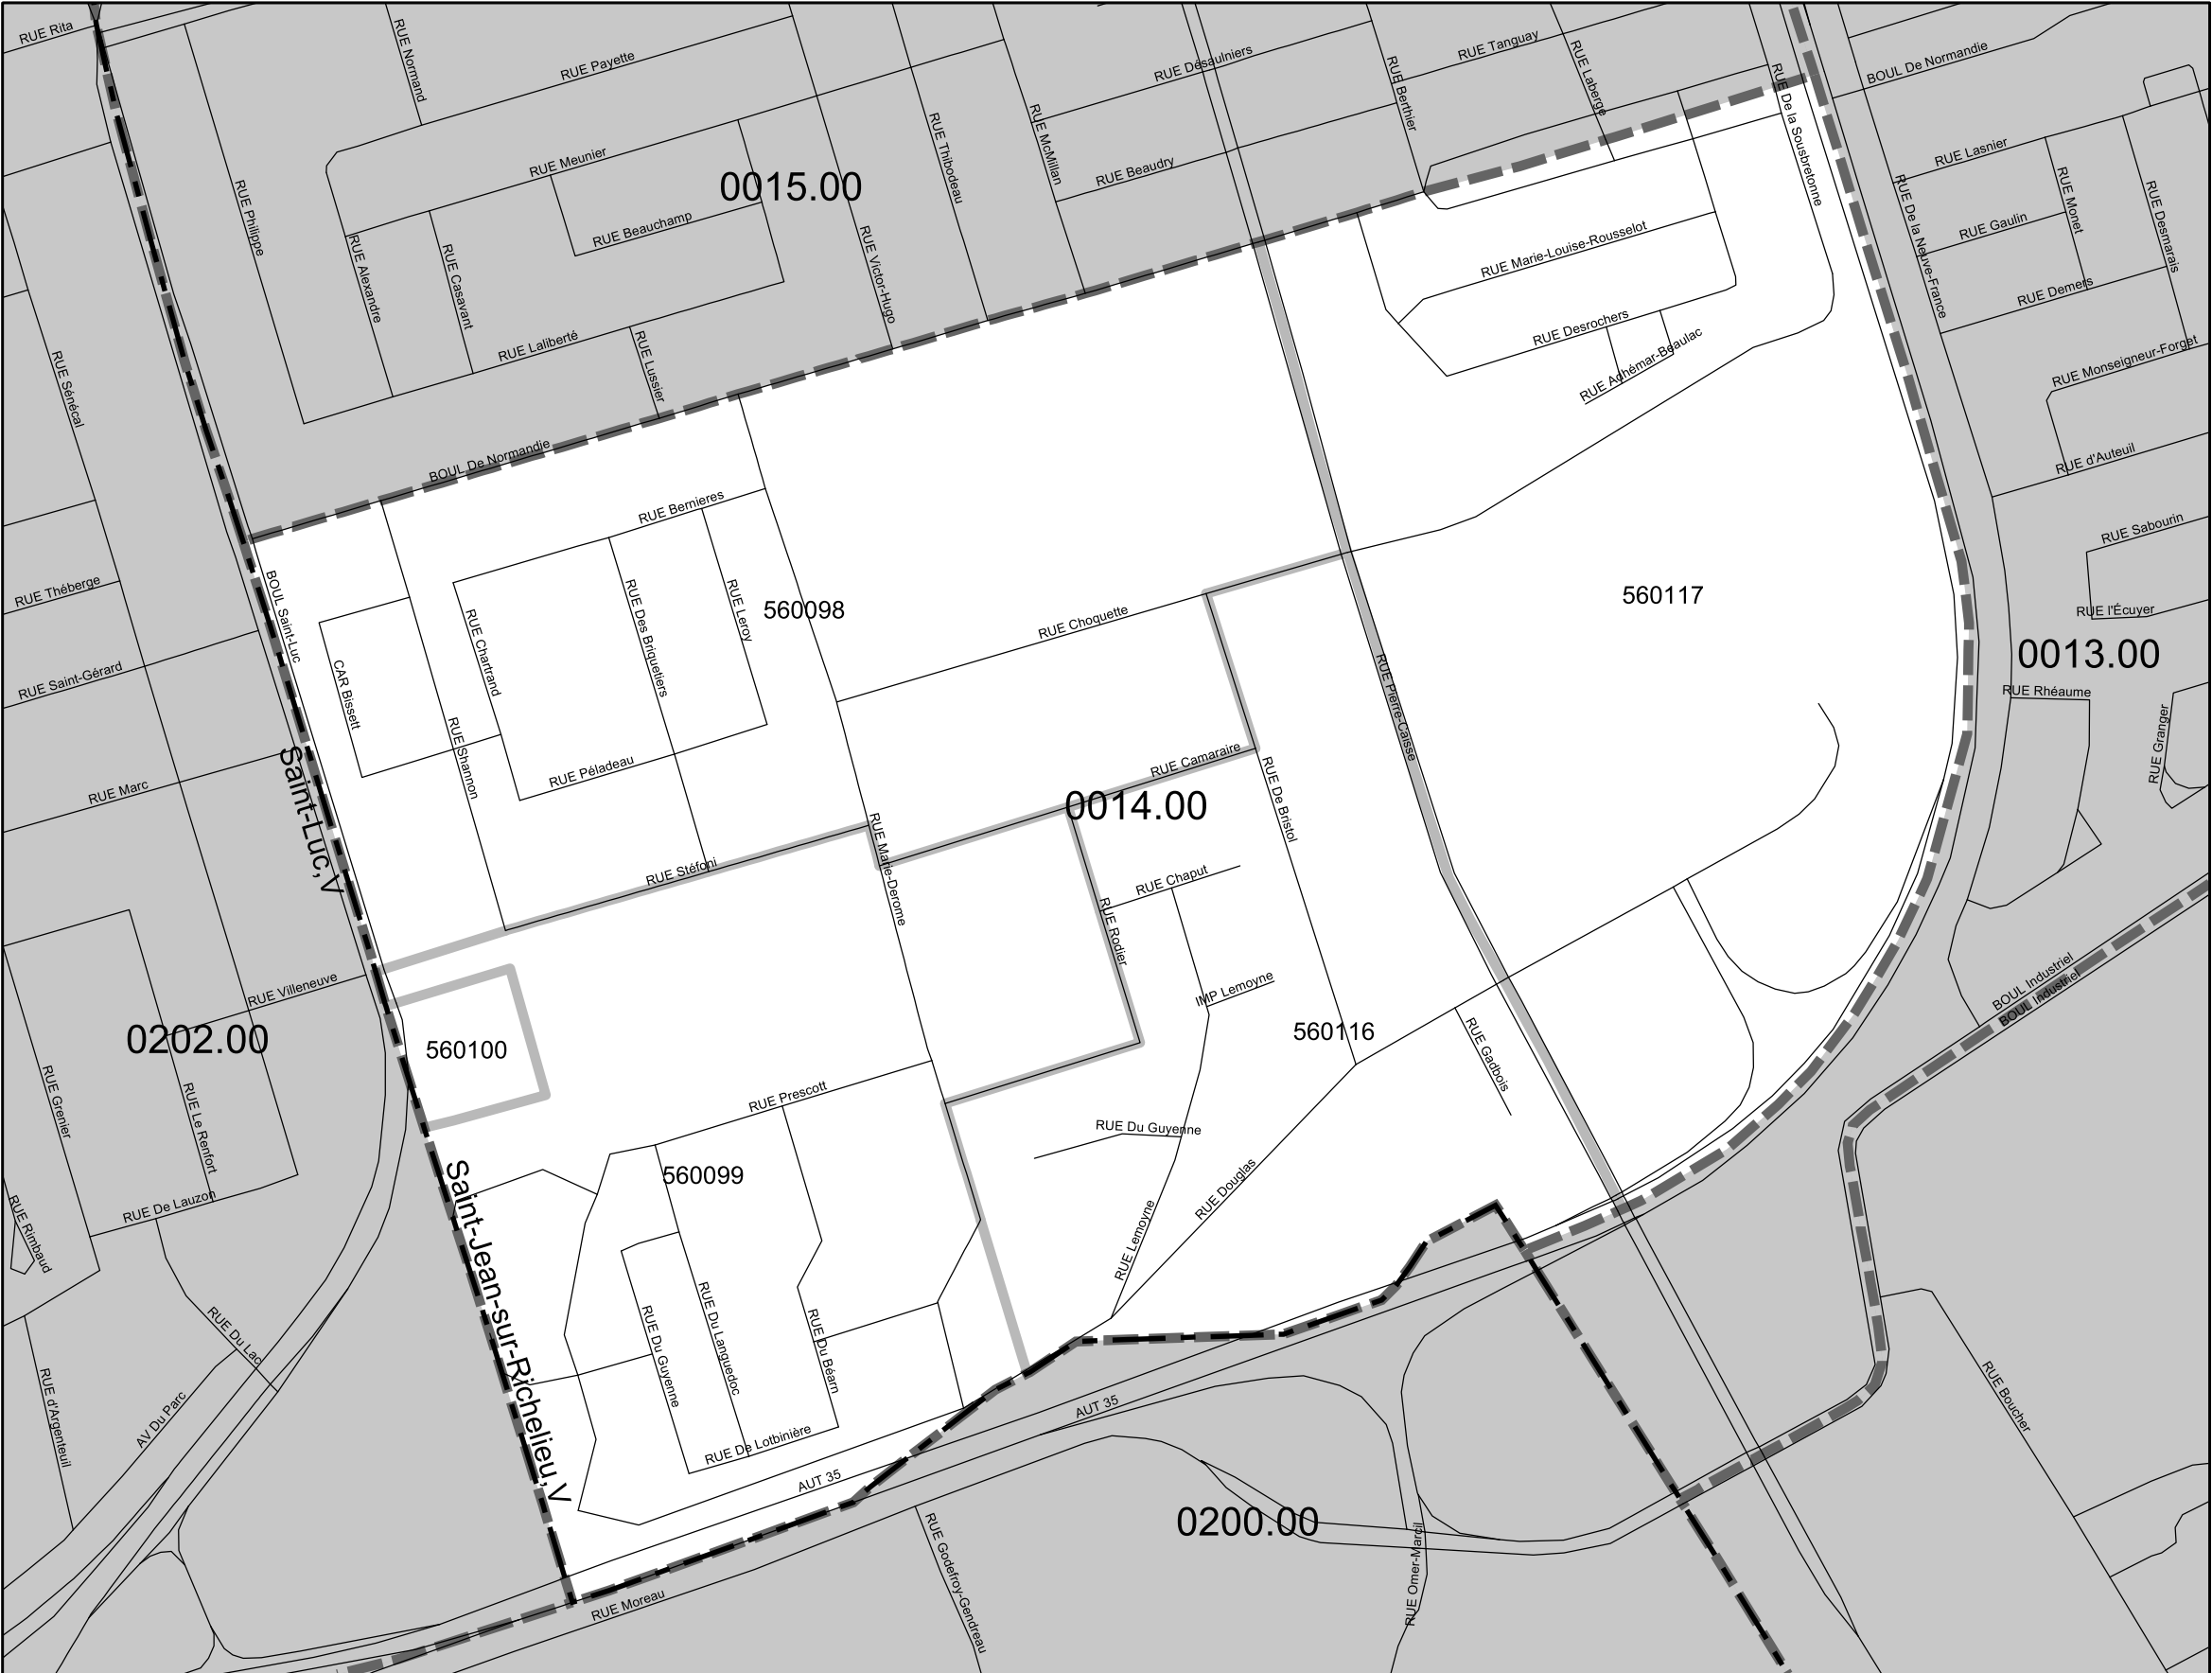 RUE Rita
RUE Normand
RUE Payette
RUE Désaulniers
RUE Tanguay
RUE Laberge
RUE Berthier
RUE De la Sousbretonne
BOUL De Normandie
RUE Philippe
RUE Meunier
0015.00
RUE Beauchamp
RUE Thibodeau
RUE McMillan
RUE Beaudry
RUE Lasnier
RUE Monet
RUE Desmarais
RUE Gaulin
RUE De la Neuve-France
RUE Alexandre
RUE Casavant
RUE Victor-Hugo
RUE Marie-Louise-Rousselot
RUE Demers
RUE Laliberté
RUE Lussier
RUE Desrochers
RUE Adhémar-Beaulac
RUE Monseigneur-Forget
RUE Sénécal
BOUL De Normandie
RUE d'Auteuil
RUE Bernieres
RUE Sabourin
RUE Théberge
BOUL Saint-Luc
RUE Chartrand
RUE Des Briquetiers
RUE Leroy
560098
RUE Choquette
560117
RUE l'Écuyer
RUE Saint-Gérard
CAR Bissett
0013.00
RUE Rhéaume
RUE Granger
RUE Shannon
RUE Péladeau
RUE Camaraire
RUE Pierre-Caisse
RUE Marc
Saint-Luc,V
0014.00
RUE De Bristol
RUE Stéfoni
RUE Marie-Derome
RUE Chaput
RUE Rodier
IMP Lemoyne
RUE Villeneuve
BOUL Industriel
BOUL Industriel
0202.00
560100
560116
RUE Gadbois
RUE Grenier
RUE Le Renfort
RUE Prescott
RUE Du Guyenne
560099
RUE Douglas
RUE Lemoyne
RUE De Lauzon
RUE Rimbaud
Saint-Jean-sur-Richelieu,V
RUE Du Guyenne
RUE Du Languedoc
RUE Du Béarn
RUE Du Lac
AV Du Parc
RUE d'Argenteuil
RUE De Lotbinière
AUT 35
AUT 35
RUE Boucher
0200.00
RUE Godefroy-Gendreau
RUE Omer-Marcil
RUE Moreau